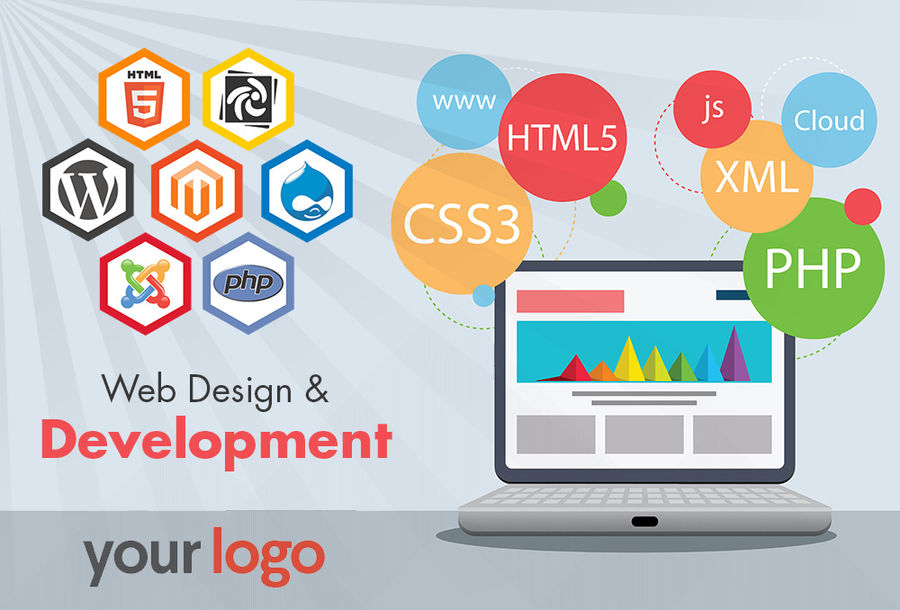 HTML
5
W
php
Web Design &
Development
your logo
www
HTML5
CSS3
js
Cloud
XML
PHP